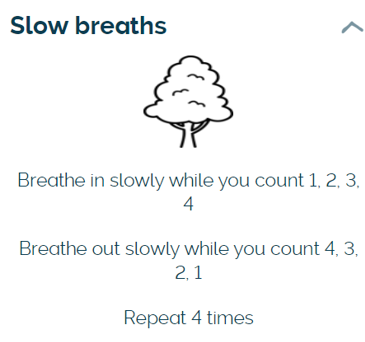 Slow breaths
Breathe in slowly while you count 1, 2, 3,
4
Breathe out slowly while you count 4, 3,
2, 1
Repeat 4 times